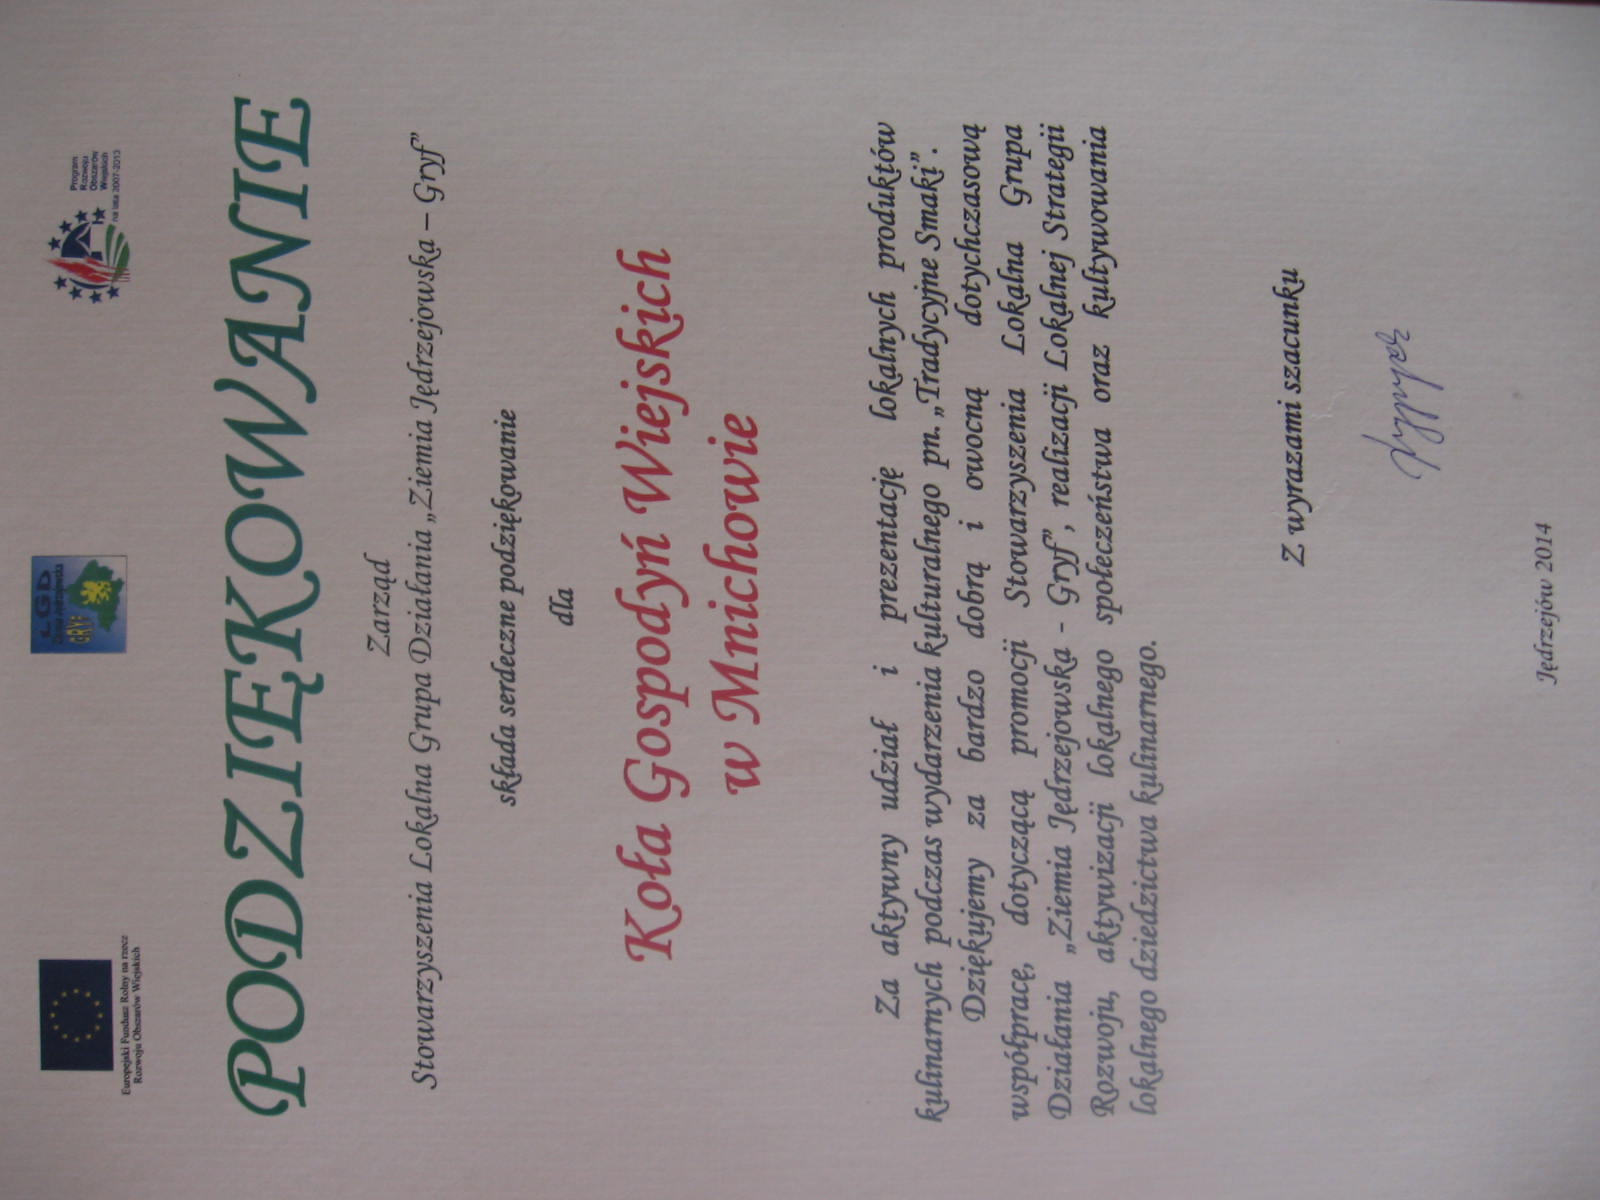 Europejski Fundusz Rolny na rzecz
Rozwoju Obszarów Wiejskich
LGD
GRYF
Program
Rozwoju
Obszarów
Wiejskich
na lata 2007-2013
PODZIĘKOWANIE
Zarząd
Stowarzyszenia Lokalna Grupa Działania „Ziemia Jędrzejowska – Gryf”
składa serdeczne podziękowanie
dla
Koła Gospodyń Wiejskich
w Mnichowie
Za aktywny udział i prezentację lokalnych produktów
kulinarnych podczas wydarzenia kulturalnego pn. „Tradycyjne Smaki”.
Dziękujemy za bardzo dobrą i owocną dotychczasową
współpracę, dotyczącą promocji Stowarzyszenia Lokalna Grupa
Działania „Ziemia Jędrzejowska - Gryf”, realizacji Lokalnej Strategii
Rozwoju, aktywizacji lokalnego społeczeństwa oraz kultywowania
lokalnego dziedzictwa kulinarnego.
Z wyrazami szacunku
Jędrzejów 2014